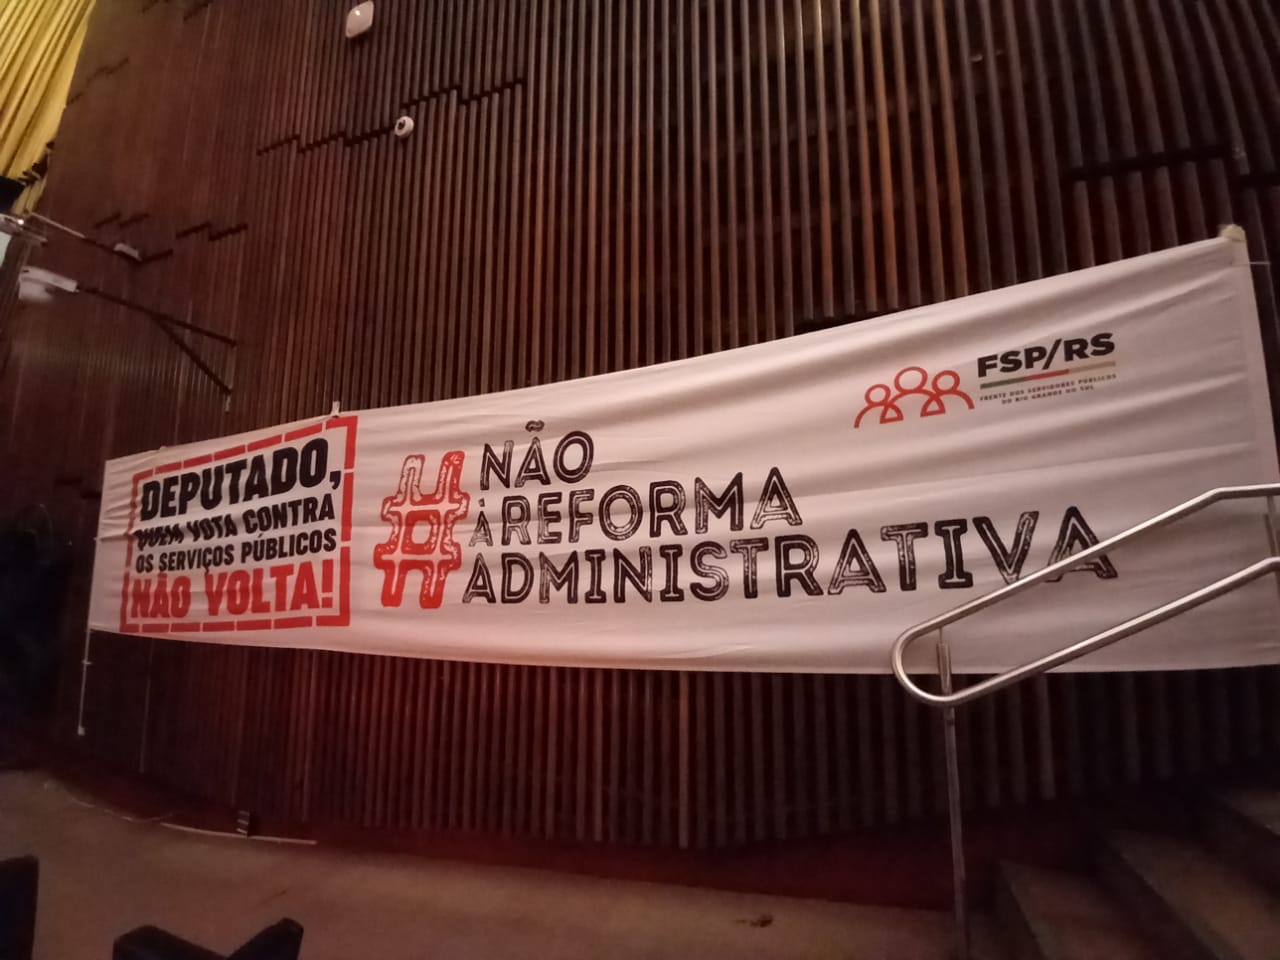 DEPUTADO,
QUEM VOTA CONTRA
OS SERVIÇOS PÚBLICOS
NÃO VOLTA!
#NÃO
À REFORMA
ADMINISTRATIVA
FSP/RS
FRENTE DOS SERVIDORES PÚBLICOS
DO RIO GRANDE DO SUL